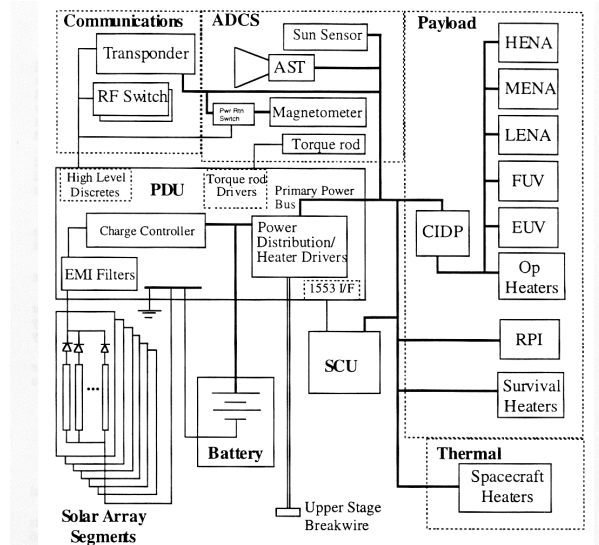 Communications
ADCS
Payload
Sun Sensor
Transponder
AST
HENA
RF Switch
MENA
Pwr Rtn
Switch
Magnetometer
LENA
Torque rod
High Level
Discretes
PDU
Torque rod
Drivers
Primary Power
Bus
FUV
Charge Controller
Power
Distribution/
Heater Drivers
CIDP
EUV
EMI Filters
1553 I/F
Op
Heaters
SCU
RPI
Survival
Heaters
Battery
Thermal
Spacecraft
Heaters
Upper Stage
Breakwire
Solar Array
Segments